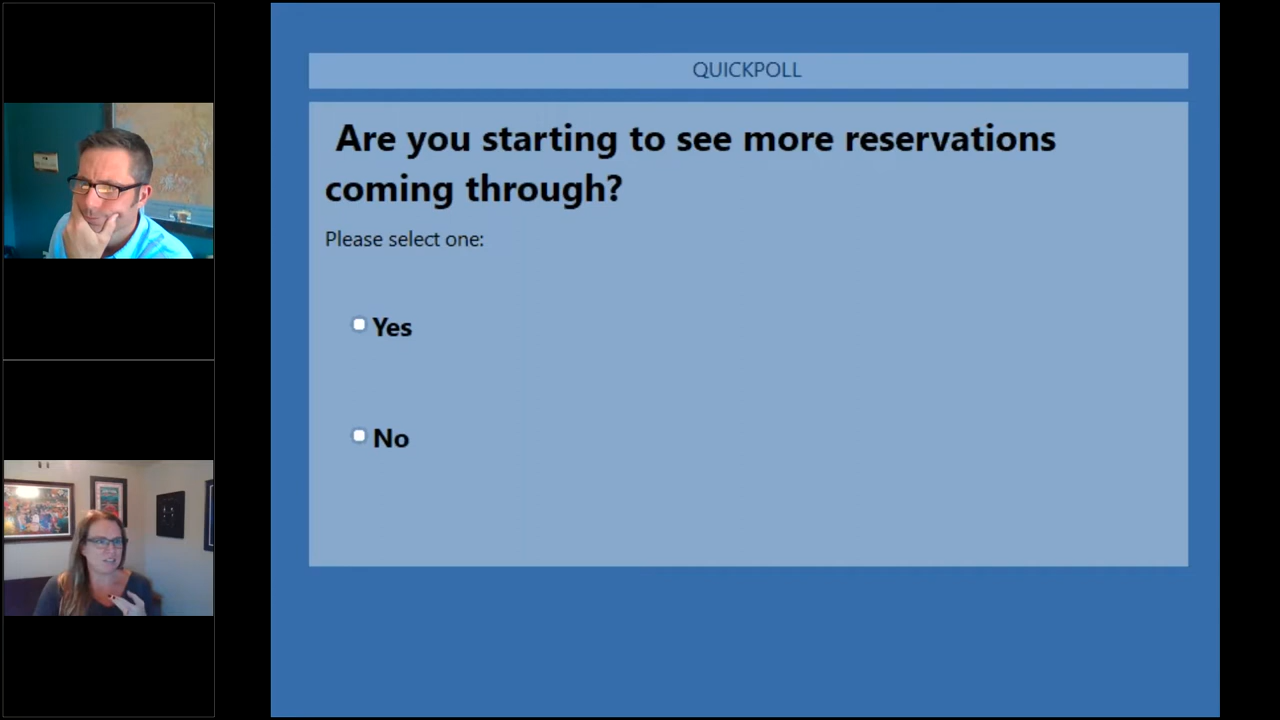 QUICKPOLL
Are you starting to see more reservations
coming through?
Please select one:
Yes
No